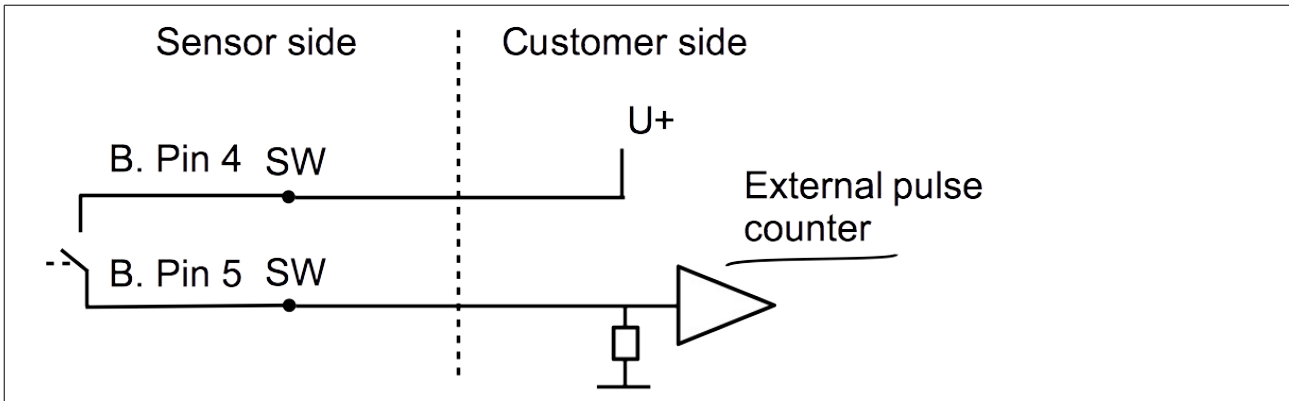 Sensor side
Customer side
U+
B. Pin 4 SW
External pulse
counter
B. Pin 5 SW